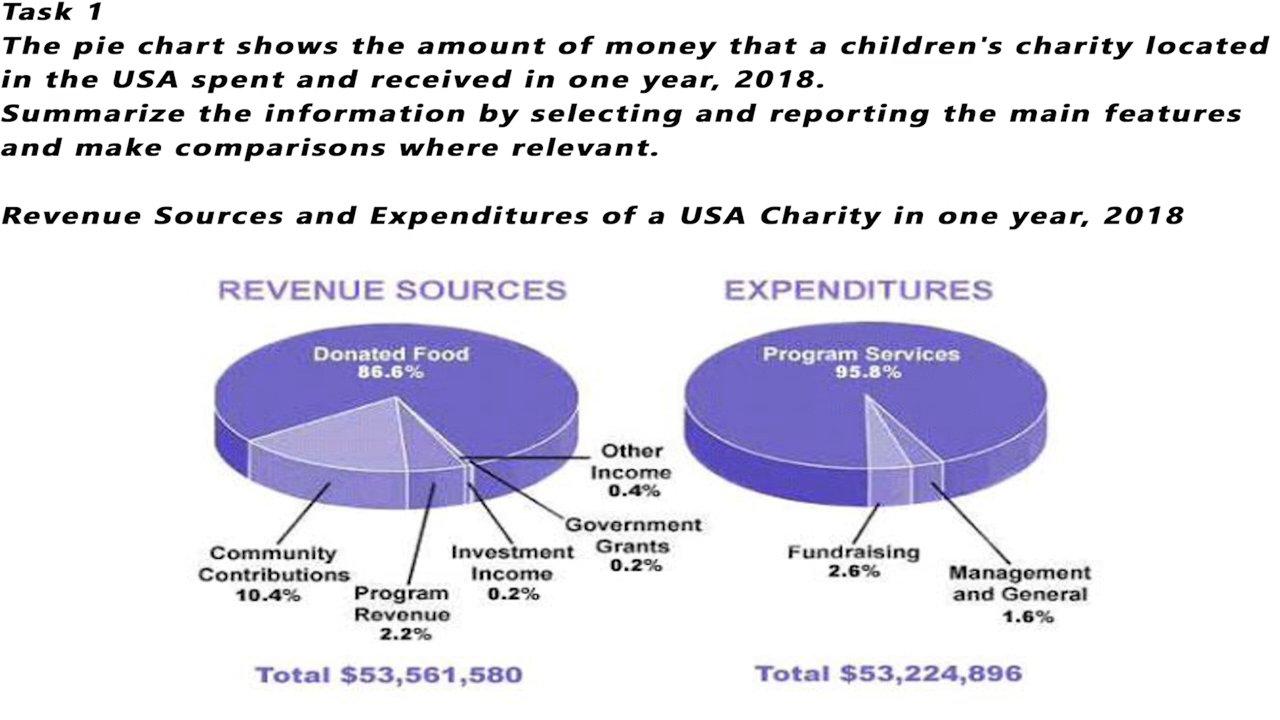 Task 1
The pie chart shows the amount of money that a children's charity located
in the USA spent and received in one year, 2018.
Summarize the information by selecting and reporting the main features
and make comparisons where relevant.
Revenue Sources and Expenditures of a USA Charity in one year, 2018
REVENUE SOURCES
Donated Food
86.6%
Other
Income
0.4%
Government
Grants
0.2%
Investment
Income
0.2%
Program
Revenue
2.2%
Community
Contributions
10.4%
Total $53,561,580
EXPENDITURES
Program Services
95.8%
Fundraising
2.6%
Management
and General
1.6%
Total $53,224,896